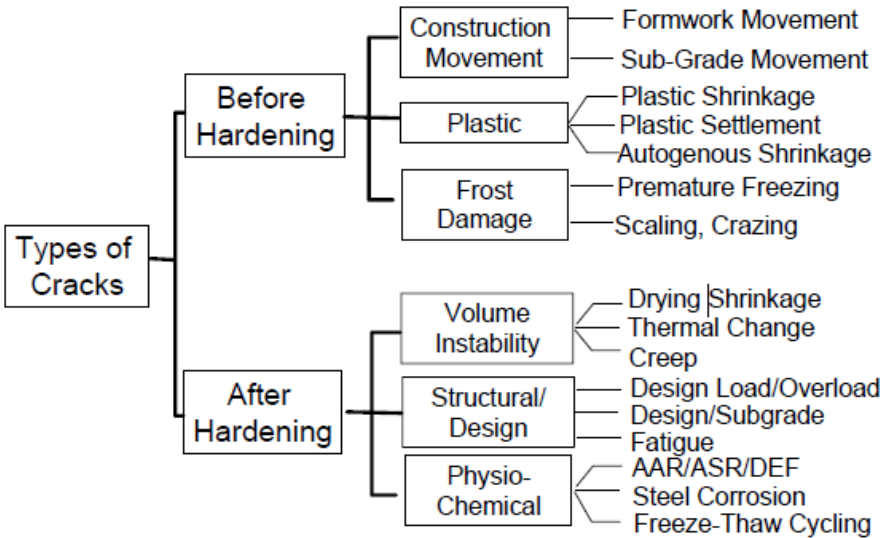 Types of
Cracks
Before
Hardening
Construction
Movement
Formwork Movement
Sub-Grade Movement
Plastic
Plastic Shrinkage
Plastic Settlement
Autogenous Shrinkage
Frost
Damage
Premature Freezing
Scaling, Crazing
After
Hardening
Volume
Instability
Drying Shrinkage
Thermal Change
Creep
Structural/
Design
Design Load/Overload
Design/Subgrade
Fatigue
Physio-
Chemical
AAR/ASR/DEF
Steel Corrosion
Freeze-Thaw Cycling